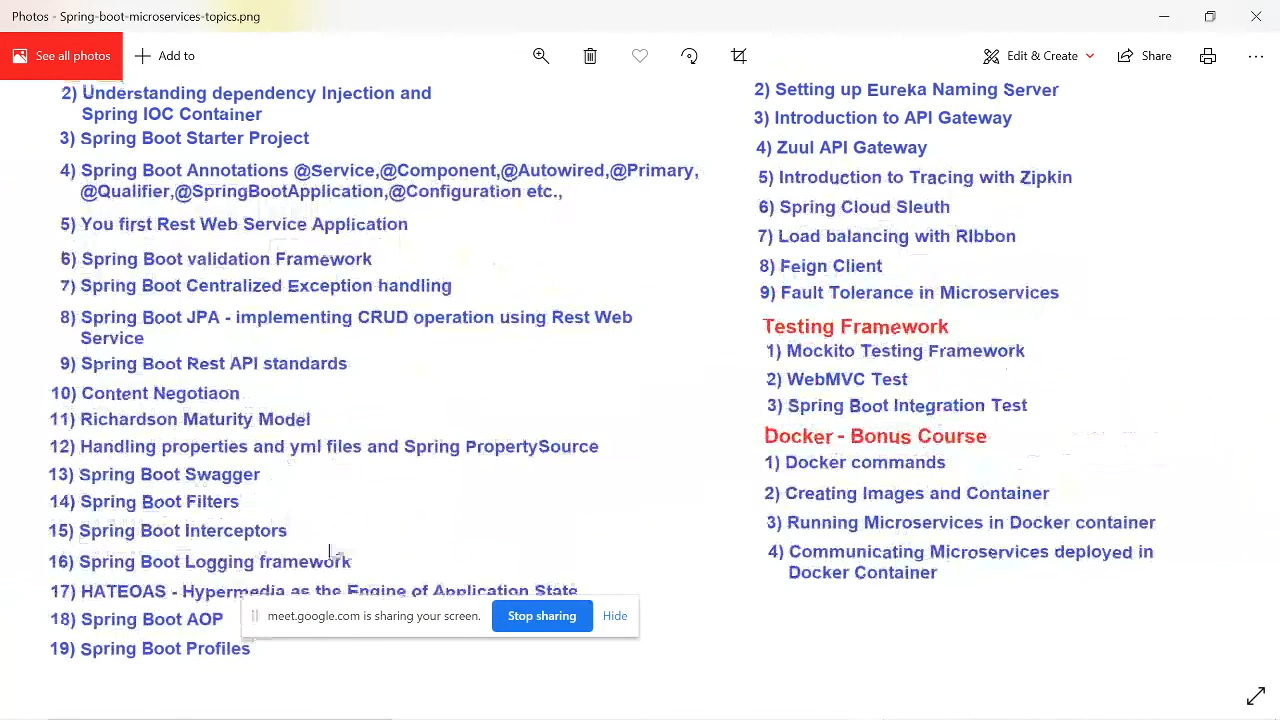 Photos - Spring-boot-microservices-topics.png
See all photos
Add to
Edit & Create
Share
2) Understanding dependency Injection and
Spring IOC Container
3) Spring Boot Starter Project
4) Spring Boot Annotations @Service,@Component,@Autowired,@Primary,
@Qualifier,@SpringBootApplication,@Configuration etc.,
5) You first Rest Web Service Application
6) Spring Boot validation Framework
7) Spring Boot Centralized Exception handling
8) Spring Boot JPA - implementing CRUD operation using Rest Web
Service
9) Spring Boot Rest API standards
10) Content Negotiaon
11) Richardson Maturity Model
12) Handling properties and yml files and Spring PropertySource
13) Spring Boot Swagger
14) Spring Boot Filters
15) Spring Boot Interceptors
16) Spring Boot Logging framework
17) HATEOAS - Hypermedia as the Engine of Application State
18) Spring Boot AOP
19) Spring Boot Profiles
2) Setting up Eureka Naming Server
3) Introduction to API Gateway
4) Zuul API Gateway
5) Introduction to Tracing with Zipkin
6) Spring Cloud Sleuth
7) Load balancing with RIbbon
8) Feign Client
9) Fault Tolerance in Microservices
Testing Framework
1) Mockito Testing Framework
2) WebMVC Test
3) Spring Boot Integration Test
Docker - Bonus Course
1) Docker commands
2) Creating Images and Container
3) Running Microservices in Docker container
4) Communicating Microservices deployed in
Docker Container
meet.google.com is sharing your screen.
Stop sharing
Hide